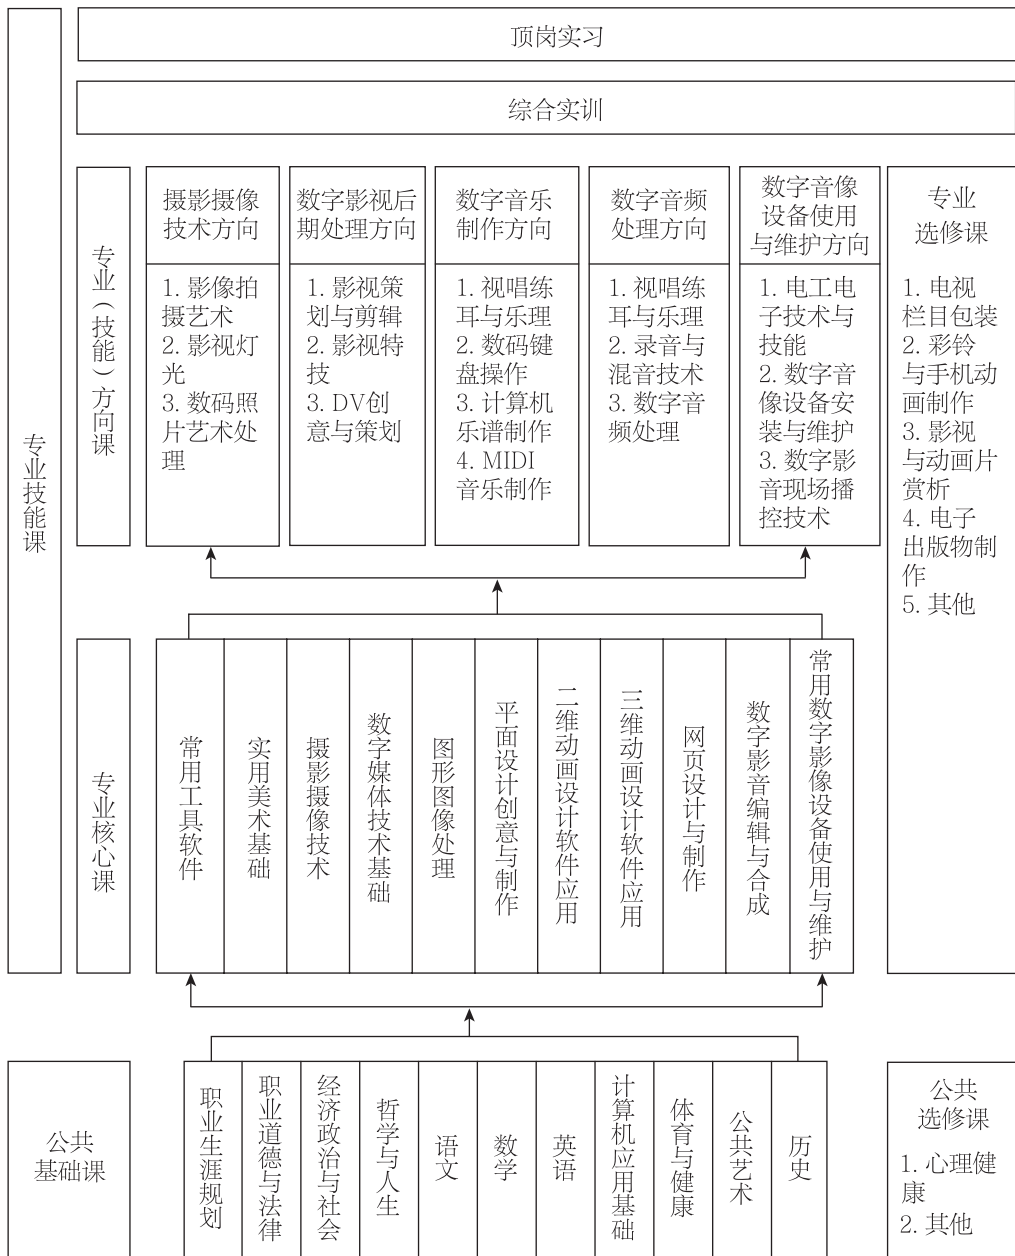 顶岗实习
综合实训
专业技能课
专业（技能）方向课
摄影摄像
技术方向
1. 影像拍
摄艺术
2. 影视灯
光
3. 数码照
片艺术处
理
数字影视后
期处理方向
1. 影视策
划与剪辑
2. 影视特
技
3. DV创
意与策划
数字音乐
制作方向
1. 视唱练
耳与乐理
2. 数码键
盘操作
3. 计算机
乐谱制作
4. MIDI
音乐制作
数字音频
处理方向
1. 视唱练
耳与乐理
2. 录音与
混音技术
3. 数字音
频处理
数字音像
设备使用
与维护方向
1. 电工电
子技术与
技能
2. 数字音
像设备安
装与维护
3. 数字影
音现场播
控技术
专业
选修课
1. 电视
栏目包装
2. 彩铃
与手机动
画制作
3. 影视
与动画片
赏析
4. 电子
出版物制
作
5. 其他
专业核心课
常用工具软件
实用美术基础
摄影摄像技术
数字媒体技术基础
图形图像处理
平面设计创意与制作
二维动画设计软件应用
三维动画设计软件应用
网页设计与制作
数字影音编辑与合成
常用数字影像设备使用与维护
公共
基础课
职业生涯规划
职业道德与法律
经济政治与社会
哲学与人生
语文
数学
英语
计算机应用基础
体育与健康
公共艺术
历史
公共
选修课
1. 心理健
康
2. 其他